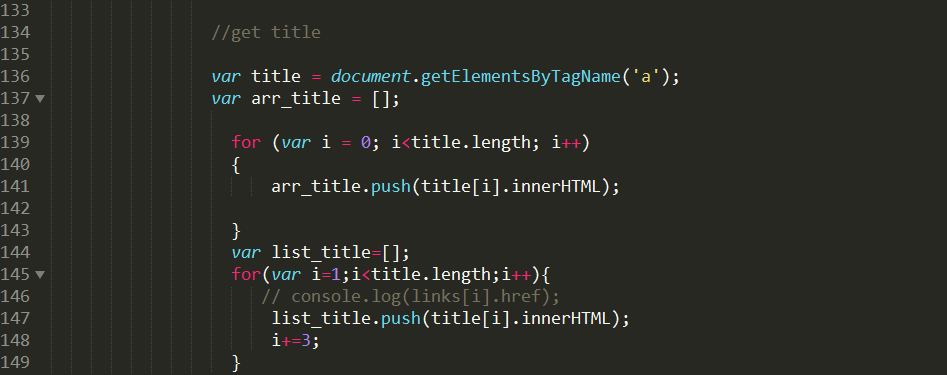 133
134 //get title
135
136 var title = document.getElementsByTagName('a');
137 var arr_title = [];
138
139 for (var i = 0; i<title.length; i++)
140 {
141 arr_title.push(title[i].innerHTML);
142
143 }
144 var list_title=[];
145 for(var i=1;i<title.length;i++){
146 // console.log(links[i].href);
147 list_title.push(title[i].innerHTML);
148 i+=3;
149 }